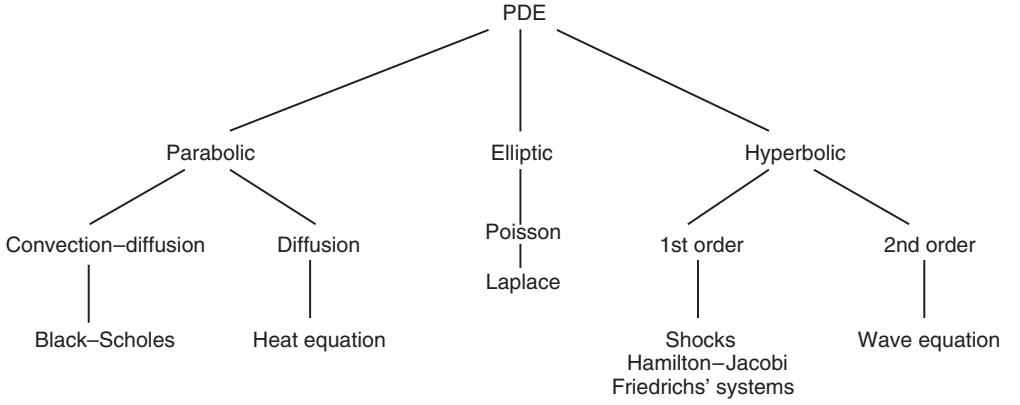 PDE
Parabolic
Elliptic
Hyperbolic
Convection–diffusion
Diffusion
Poisson
1st order
2nd order
Laplace
Black–Scholes
Heat equation
Shocks
Wave equation
Hamilton–Jacobi
Friedrichs' systems